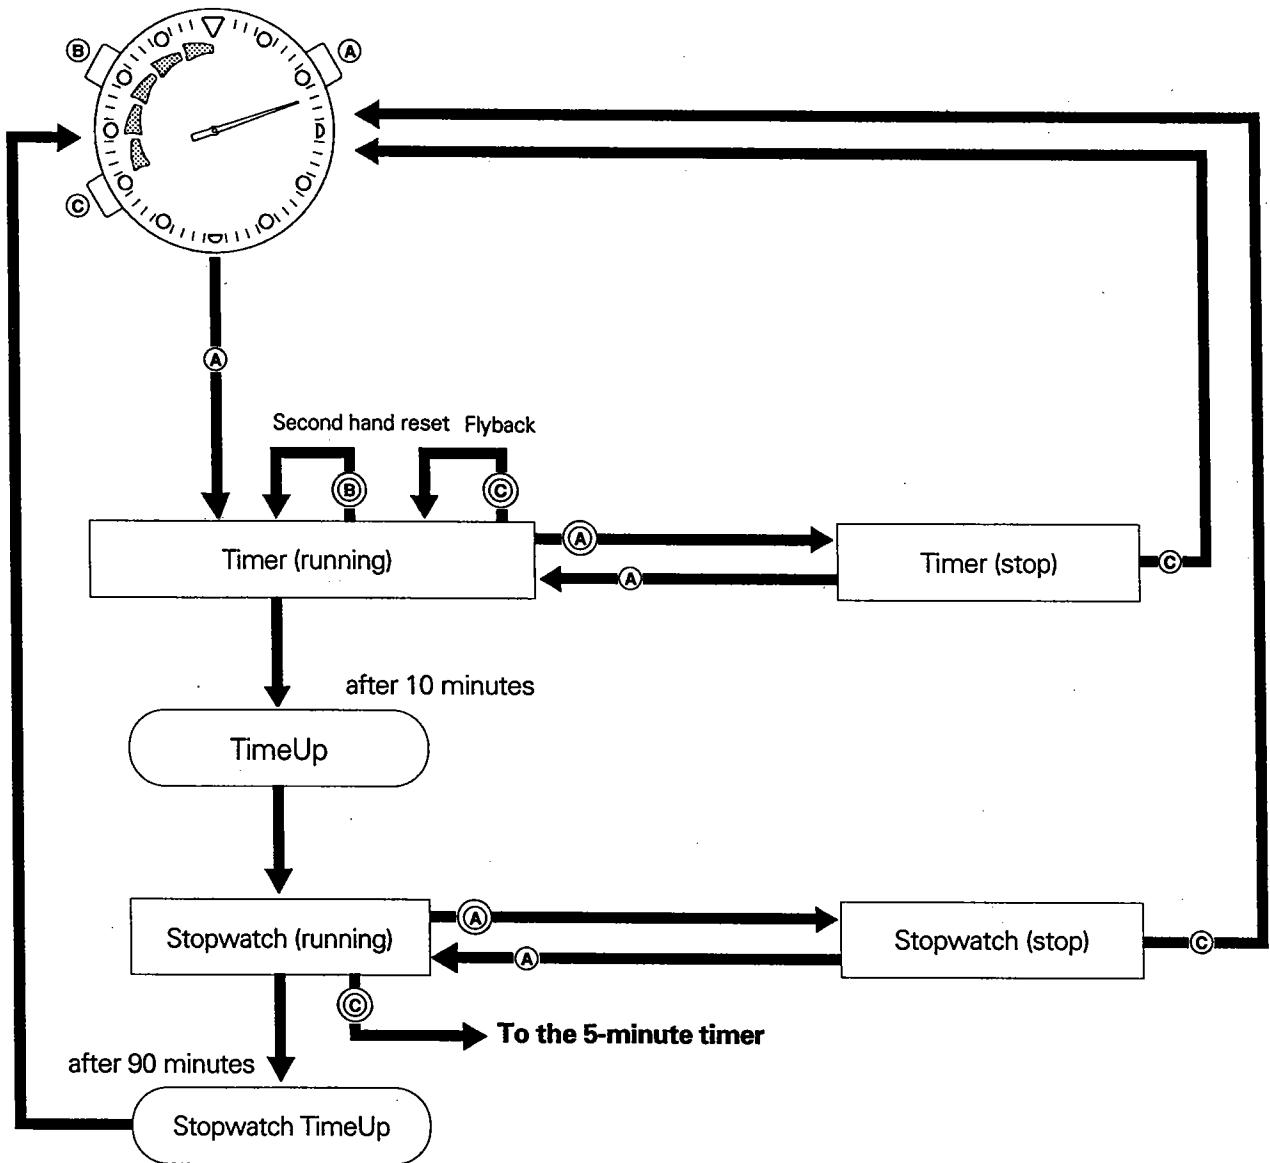 B
A
C
A
Second hand reset Flyback
B
C
Timer (running)
A
A
Timer (stop)
C
after 10 minutes
TimeUp
Stopwatch (running)
A
A
Stopwatch (stop)
C
C
To the 5-minute timer
after 90 minutes
Stopwatch TimeUp